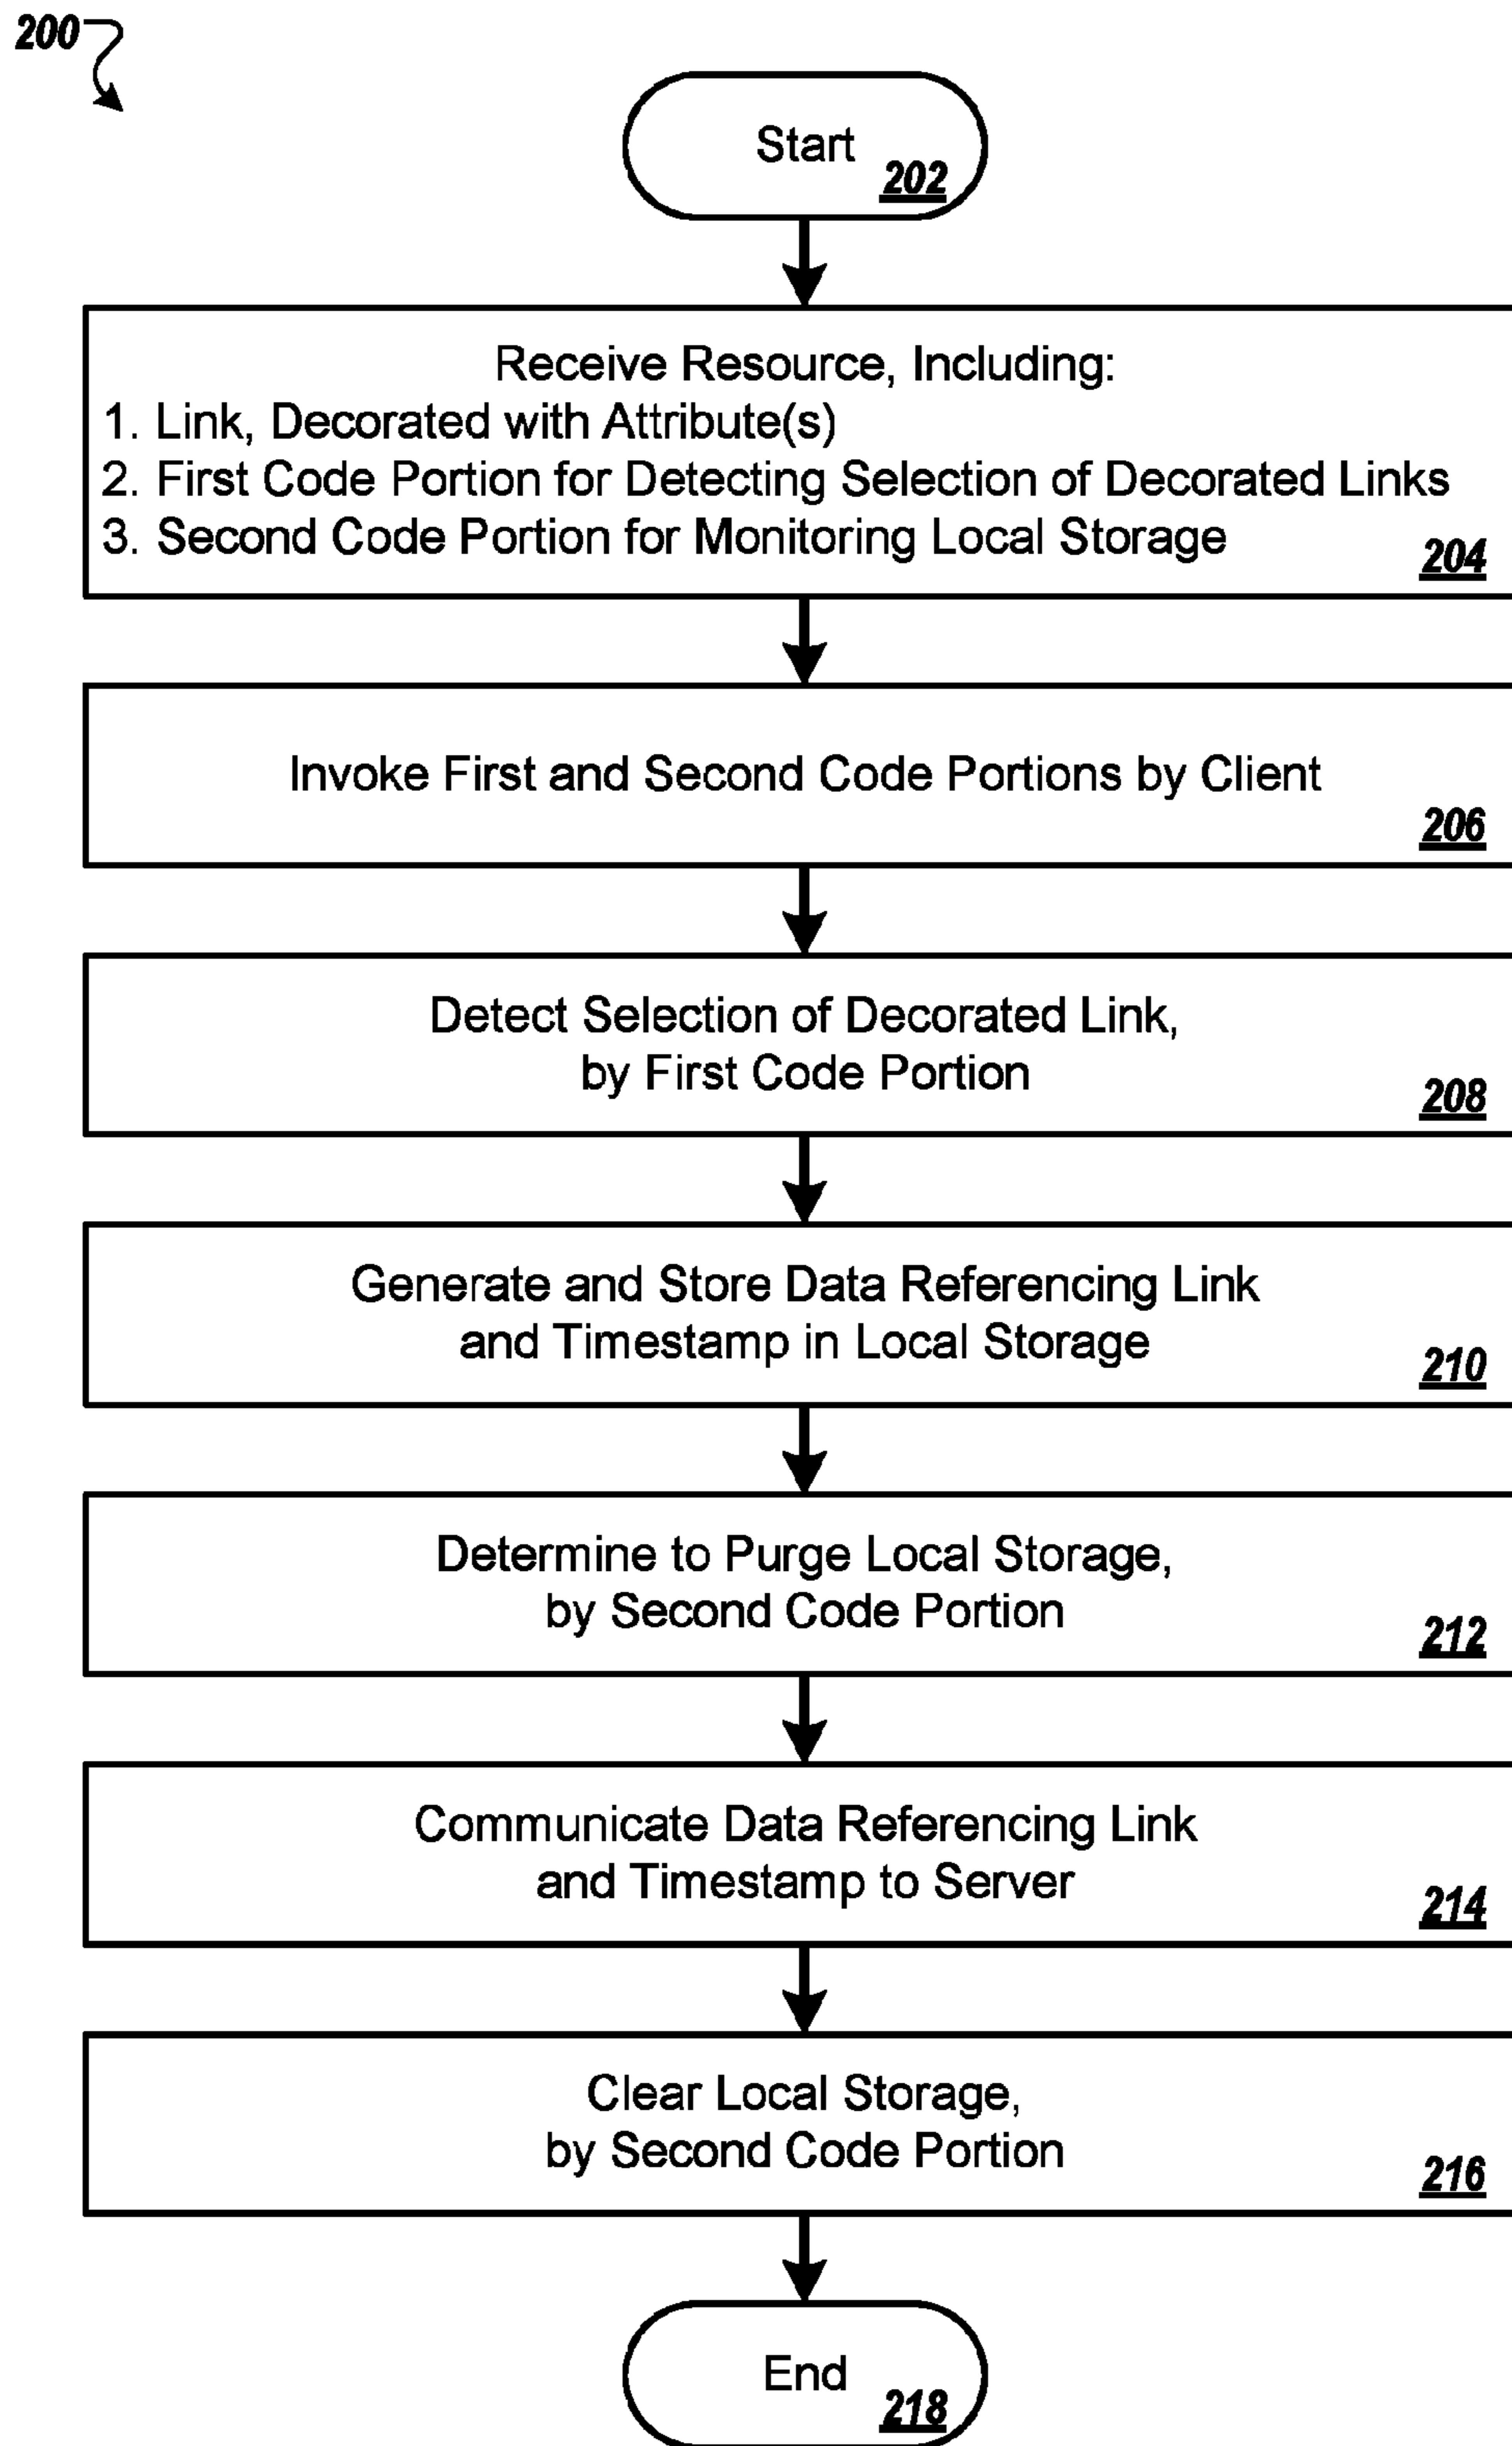 200
Start
202
Receive Resource, Including:
1. Link, Decorated with Attribute(s)
2. First Code Portion for Detecting Selection of Decorated Links
3. Second Code Portion for Monitoring Local Storage
204
Invoke First and Second Code Portions by Client
206
Detect Selection of Decorated Link,
by First Code Portion
208
Generate and Store Data Referencing Link
and Timestamp in Local Storage
210
Determine to Purge Local Storage,
by Second Code Portion
212
Communicate Data Referencing Link
and Timestamp to Server
214
Clear Local Storage,
by Second Code Portion
216
End
218